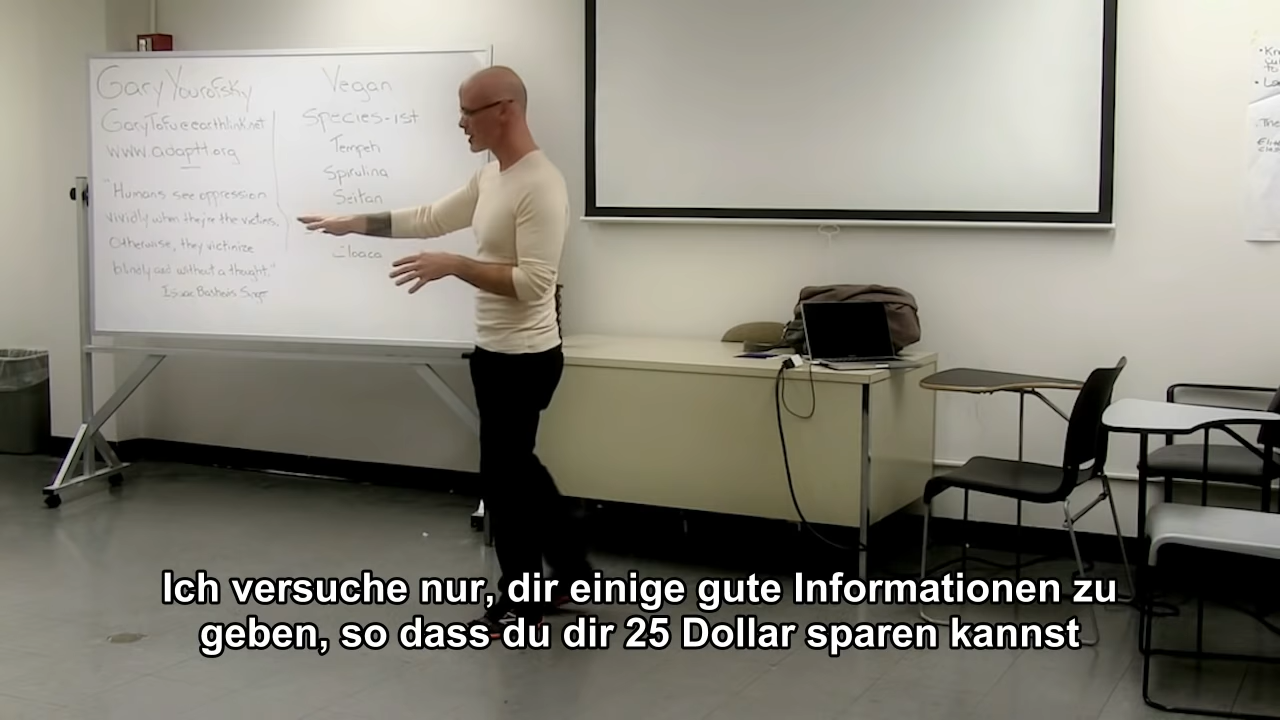 Gary Yourofsky
GaryTofu@earthlink.net
www.adaptt.org
"Humans see oppression
vividly when they're the victims.
Otherwise, they victimize
blindly and without a thought."
Isaac Bashevis Singer
Vegan
Species-ist
Tempeh
Spirulina
Seitan
Cloaca
Ich versuche nur, dir einige gute Informationen zu
geben, so dass du dir 25 Dollar sparen kannst